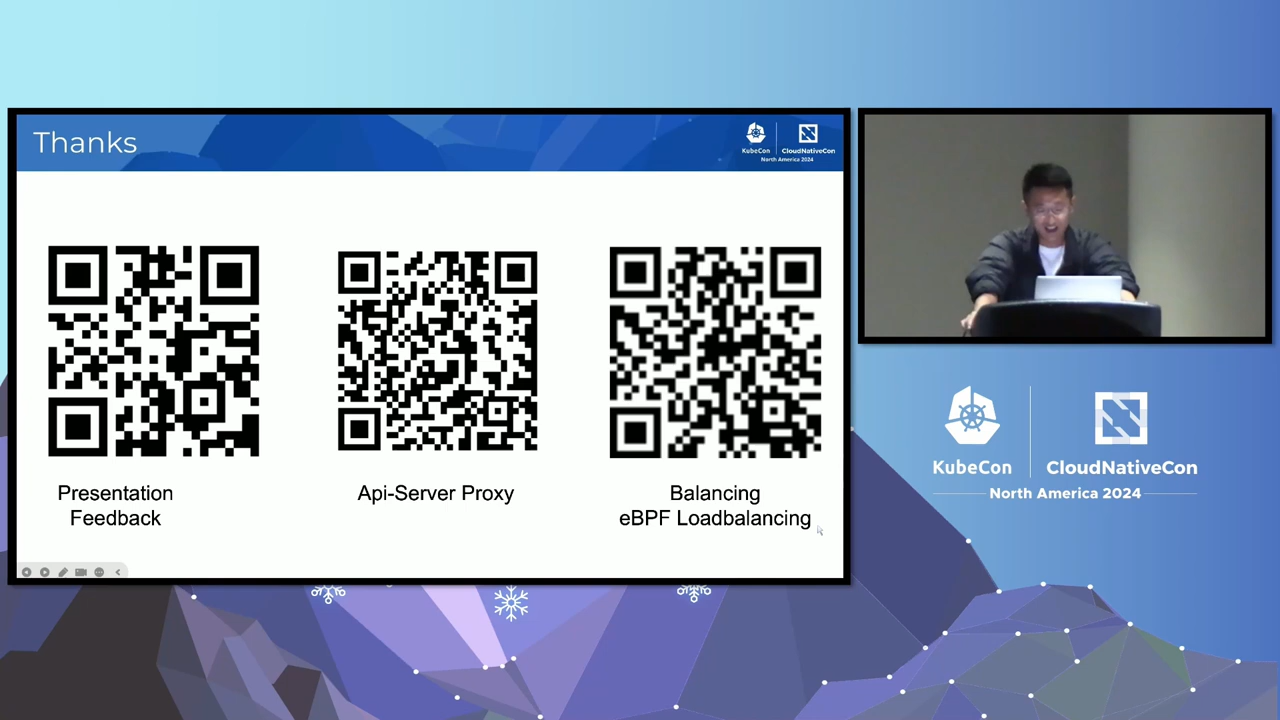 Thanks
KubeCon
CloudNativeCon
North America 2024
Presentation
Feedback
Api-Server Proxy
Balancing
eBPF Loadbalancing
KubeCon
CloudNativeCon
North America 2024